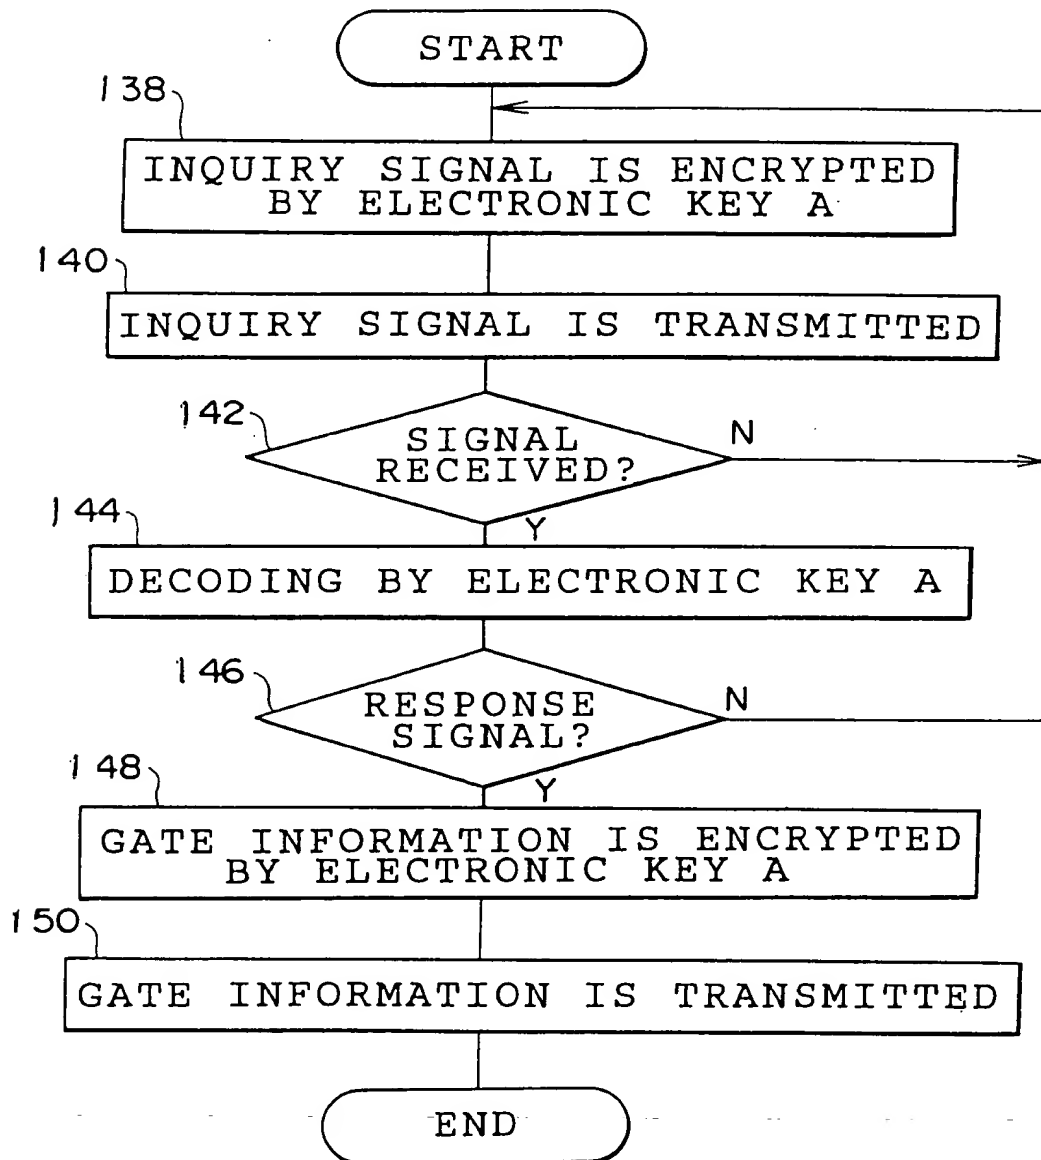 START
138
INQUIRY SIGNAL IS ENCRYPTED
BY ELECTRONIC KEY A
140
INQUIRY SIGNAL IS TRANSMITTED
142
SIGNAL
RECEIVED?
N
Y
144
DECODING BY ELECTRONIC KEY A
146
RESPONSE
SIGNAL?
N
Y
148
GATE INFORMATION IS ENCRYPTED
BY ELECTRONIC KEY A
150
GATE INFORMATION IS TRANSMITTED
END